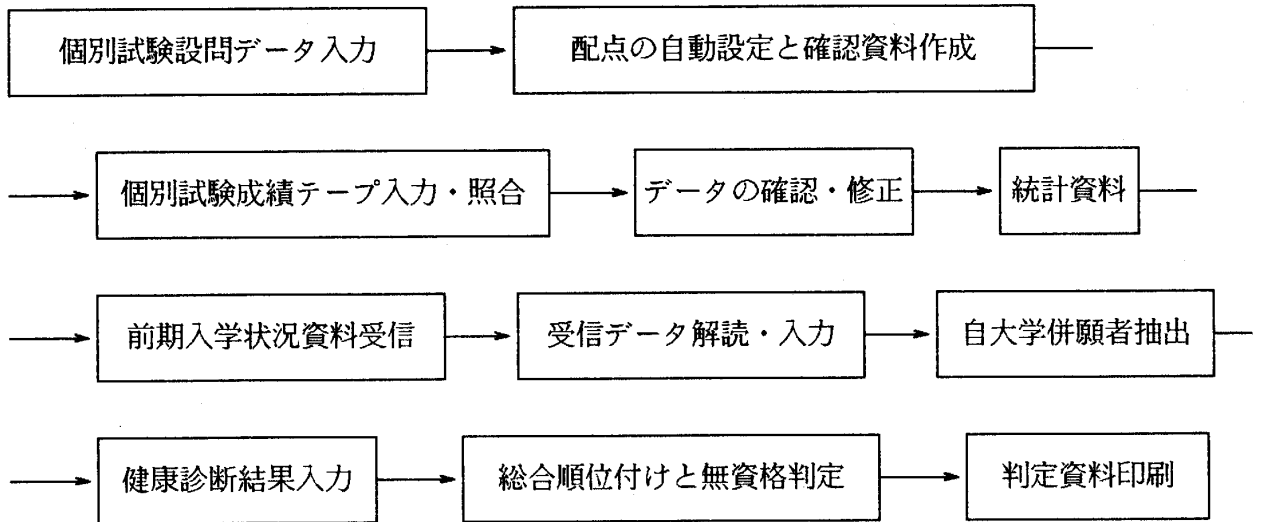 個別試験設問データ入力 配点の自動設定と確認資料作成
個別試験成績テープ入力・照合 データの確認・修正 統計資料
前期入学状況資料受信 受信データ解読・入力 自大学併願者抽出
健康診断結果入力 総合順位付けと無資格判定 判定資料印刷